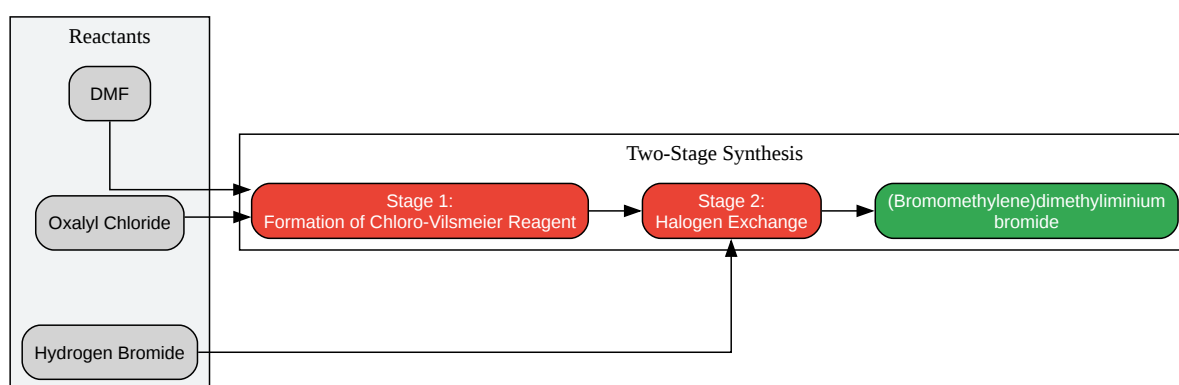 Reactants
DMF
Oxalyl Chloride
Hydrogen Bromide
Two-Stage Synthesis
Stage 1:
Formation of Chloro-Vilsmeier Reagent
Stage 2:
Halogen Exchange
(Bromomethylene)dimethyliminium
bromide